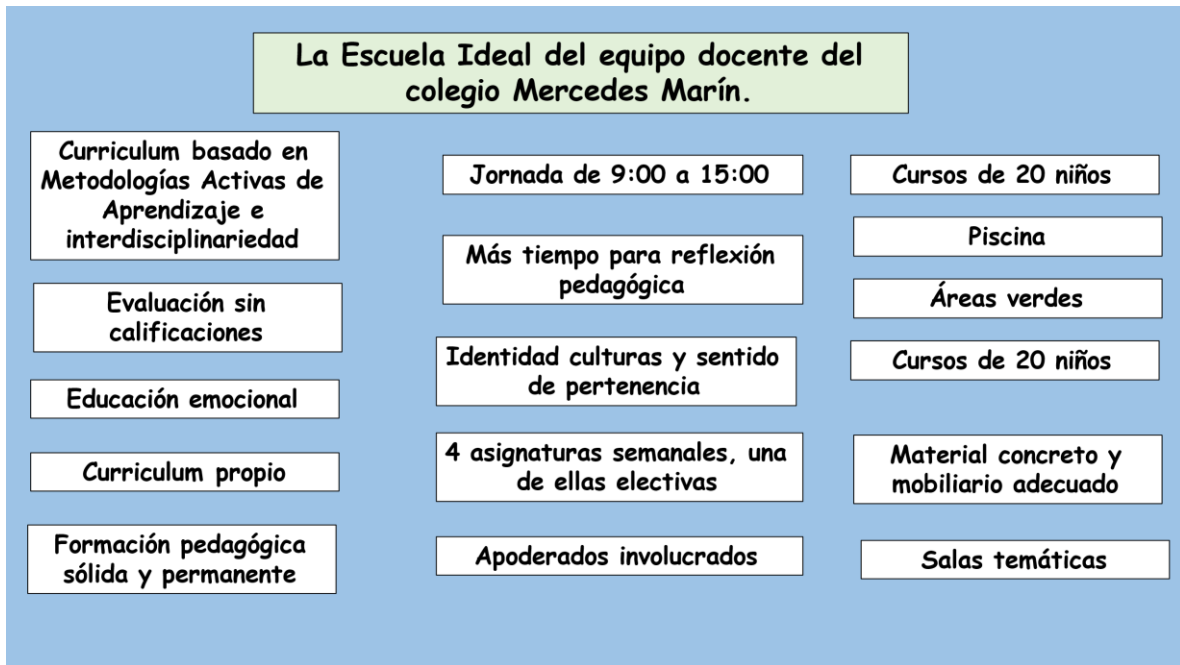 La Escuela Ideal del equipo docente del
colegio Mercedes Marín.
Curriculum basado en
Metodologías Activas de
Aprendizaje e
interdisciplinariedad
Evaluación sin
calificaciones
Educación emocional
Curriculum propio
Formación pedagógica
sólida y permanente
Jornada de 9:00 a 15:00
Más tiempo para reflexión
pedagógica
Identidad culturas y sentido
de pertenencia
4 asignaturas semanales, una
de ellas electivas
Apoderados involucrados
Cursos de 20 niños
Piscina
Áreas verdes
Cursos de 20 niños
Material concreto y
mobiliario adecuado
Salas temáticas